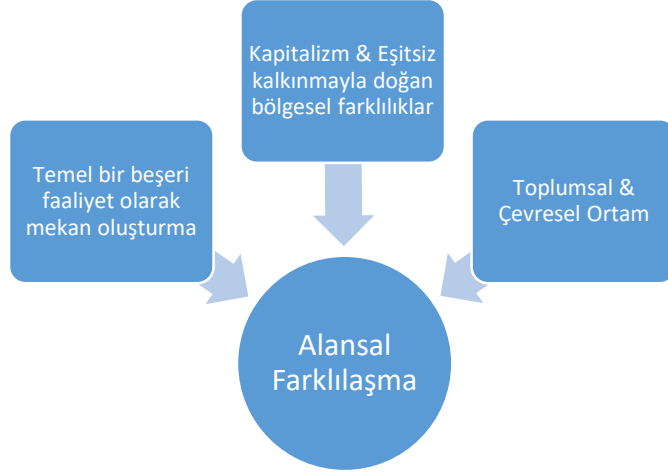 Kapitalizm & Eşitsiz
kalkınmayla doğan
bölgesel farklılıklar
Temel bir beşeri
faaliyet olarak
mekan oluşturma
Toplumsal &
Çevresel Ortam
Alansal
Farklılaşma